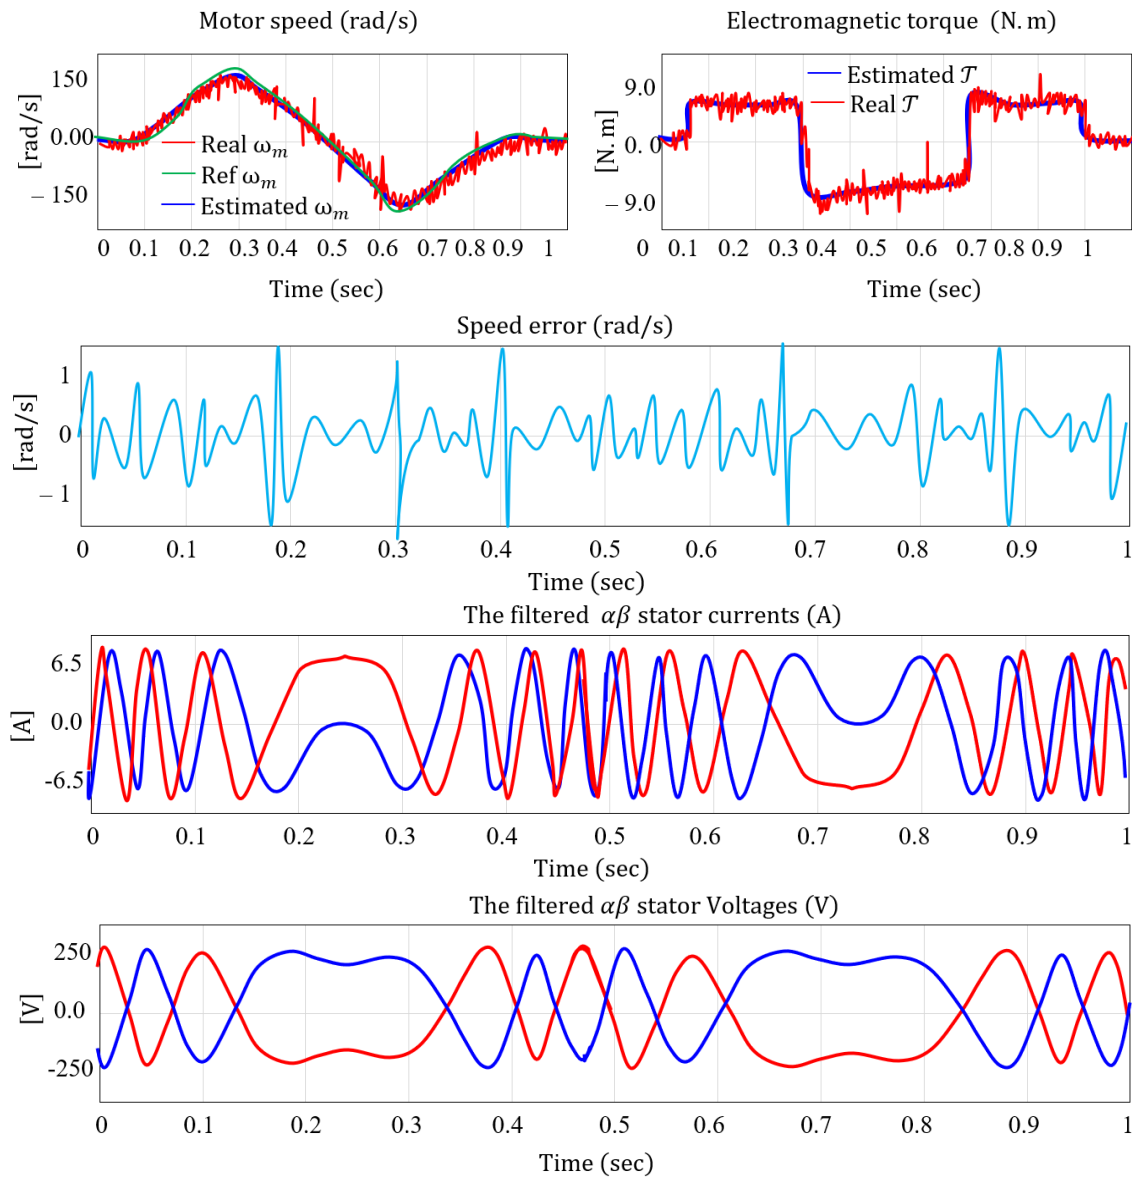 Motor speed (rad/s)
[rad/s]
150
0.00
– 150
Real ωm
Ref ωm
Estimated ωm
0 0.1 0.2 0.3 0.4 0.6 0.7 0.8 0.9 1
Time (sec)
Electromagnetic torque (N. m)
[N. m]
9.0
0 .0
– 9.0
Estimated 𝒯
Real 𝒯
0 0.1 0.2 0.3 0.4 0.5 0.6 0.7 0.8 0.9 1
Time (sec)
Speed error (rad/s)
[rad/s]
1
0
– 1
0 0.1 0.2 0.3 0.4 0.5 0.6 0.7 0.8 0.9 1
Time (sec)
The filtered αβ stator currents (A)
[A]
6.5
0.0
-6.5
0 0.1 0.2 0.3 0.4 0.5 0.6 0.7 0.8 0.9 1
Time (sec)
The filtered αβ stator Voltages (V)
[V]
250
0.0
-250
0 0.1 0.2 0.3 0.4 0.5 0.6 0.7 0.8 0.9 1
Time (sec)